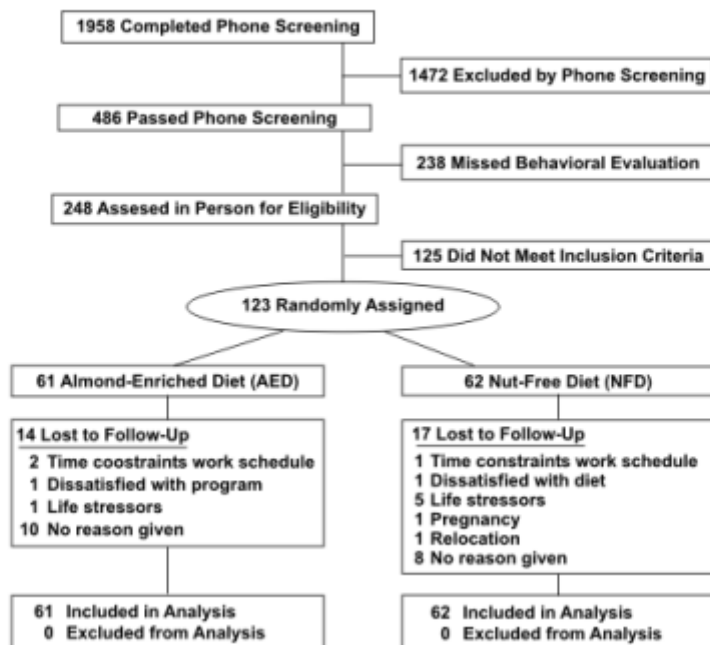 1958 Completed Phone Screening
1472 Excluded by Phone Screening
486 Passed Phone Screening
238 Missed Behavioral Evaluation
248 Assesed in Person for Eligibility
125 Did Not Meet Inclusion Criteria
123 Randomly Assigned
61 Almond-Enriched Diet (AED)
14 Lost to Follow-Up
2 Time coostraints work schedule
1 Dissatisfied with program
1 Life stressors
10 No reason given
61 Included in Analysis
0 Excluded from Analysis
62 Nut-Free Diet (NFD)
17 Lost to Follow-Up
1 Time constraints work schedule
1 Dissatisfied with diet
5 Life stressors
1 Pregnancy
1 Relocation
8 No reason given
62 Included in Analysis
0 Excluded from Analysis